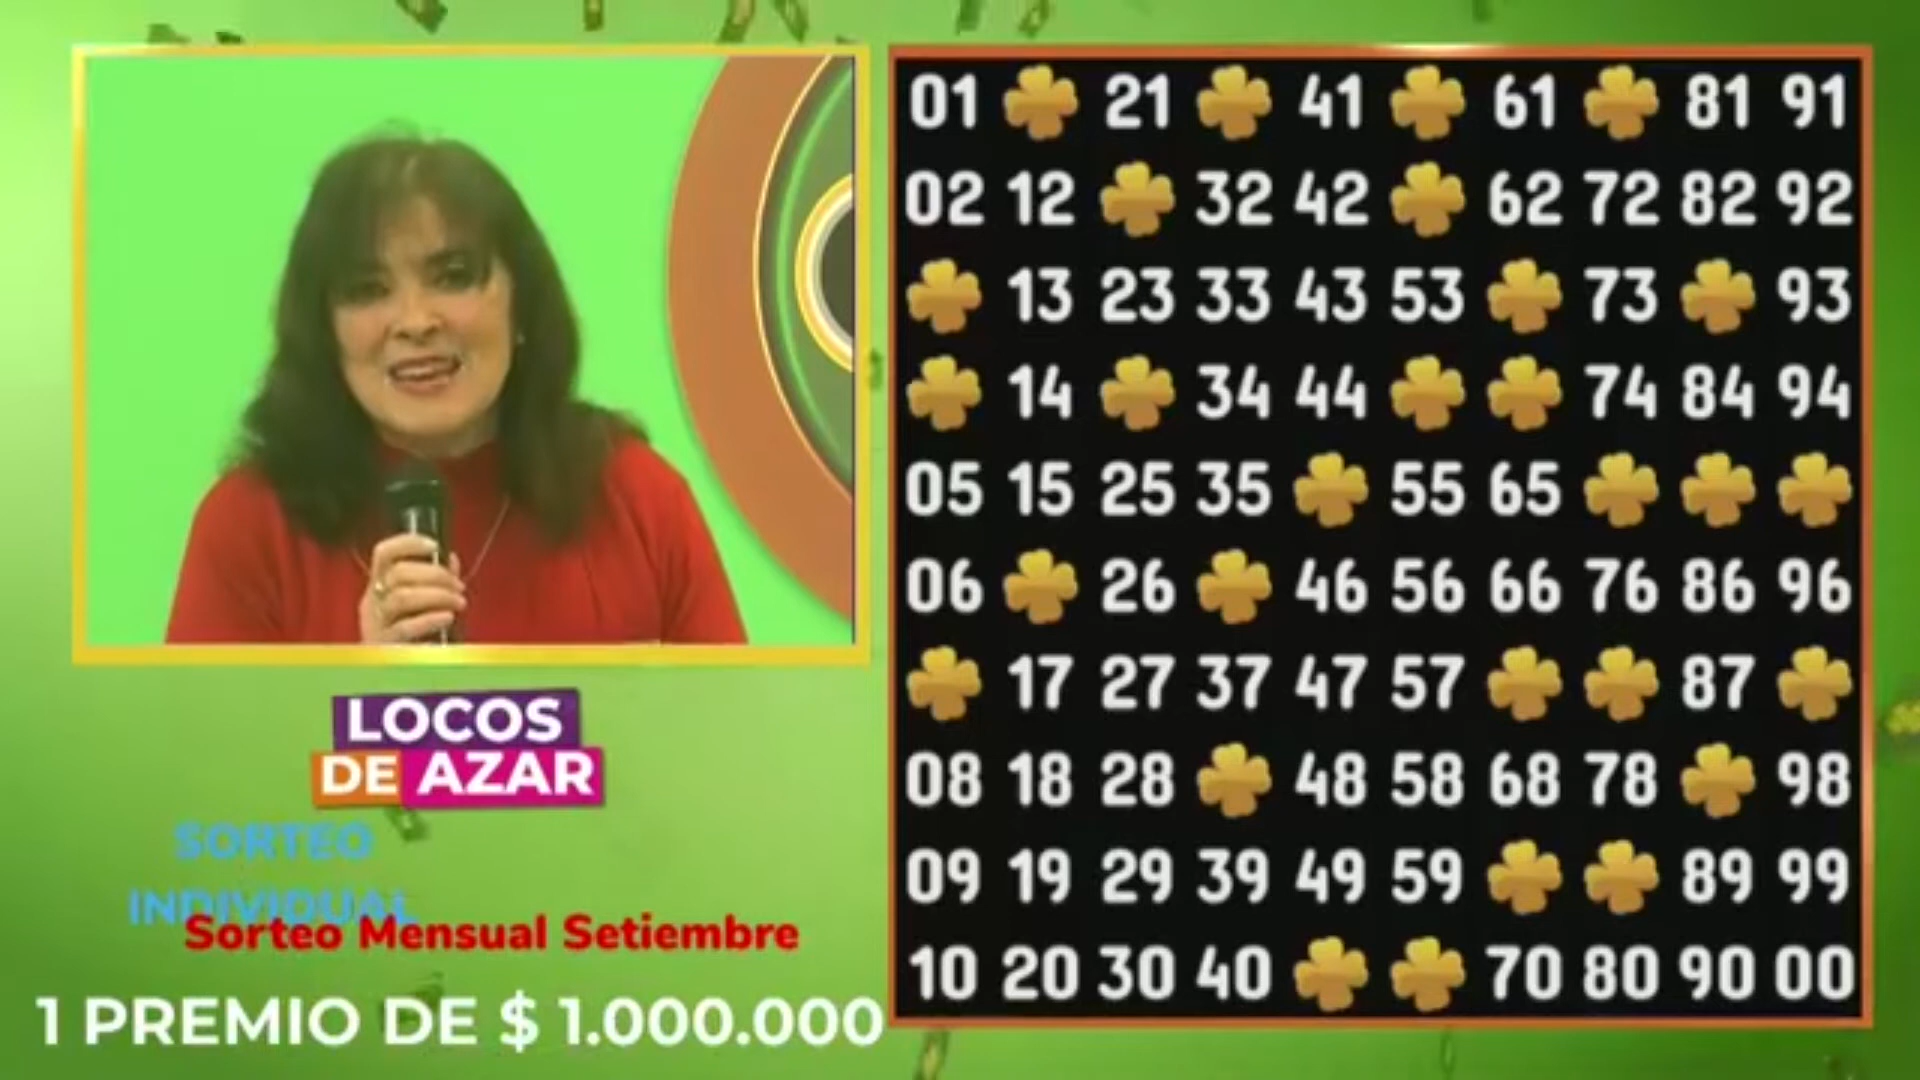 LOCOS
DE AZAR
SORTEO
INDIVIDUAL
Sorteo Mensual Setiembre
1 PREMIO DE $ 1.000.000
01 21 41 61 81 91
02 12 32 42 62 72 82 92
13 23 33 43 53 73 93
14 34 44 74 84 94
05 15 25 35 55 65
06 26 46 56 66 76 86 96
17 27 37 47 57 87
08 18 28 48 58 68 78 98
09 19 29 39 49 59 89 99
10 20 30 40 70 80 90 00